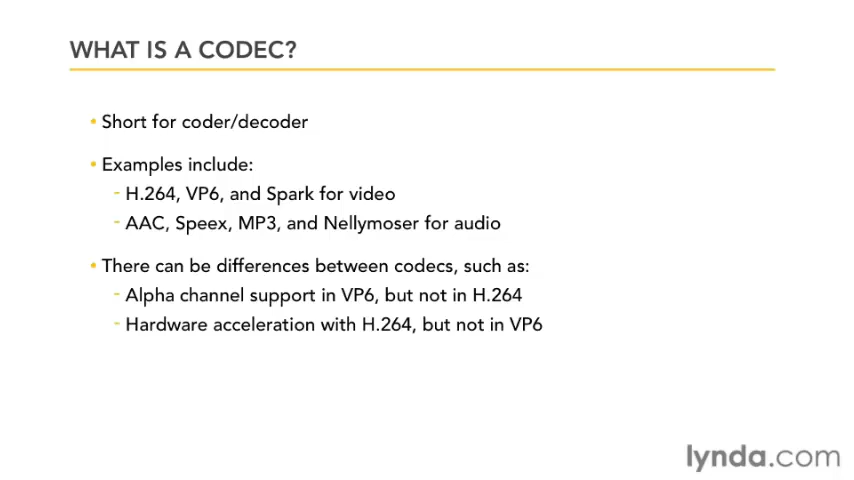 WHAT IS A CODEC?
• Short for coder/decoder
• Examples include:
- H.264, VP6, and Spark for video
- AAC, Speex, MP3, and Nellymoser for audio
• There can be differences between codecs, such as:
- Alpha channel support in VP6, but not in H.264
- Hardware acceleration with H.264, but not in VP6
lynda.com